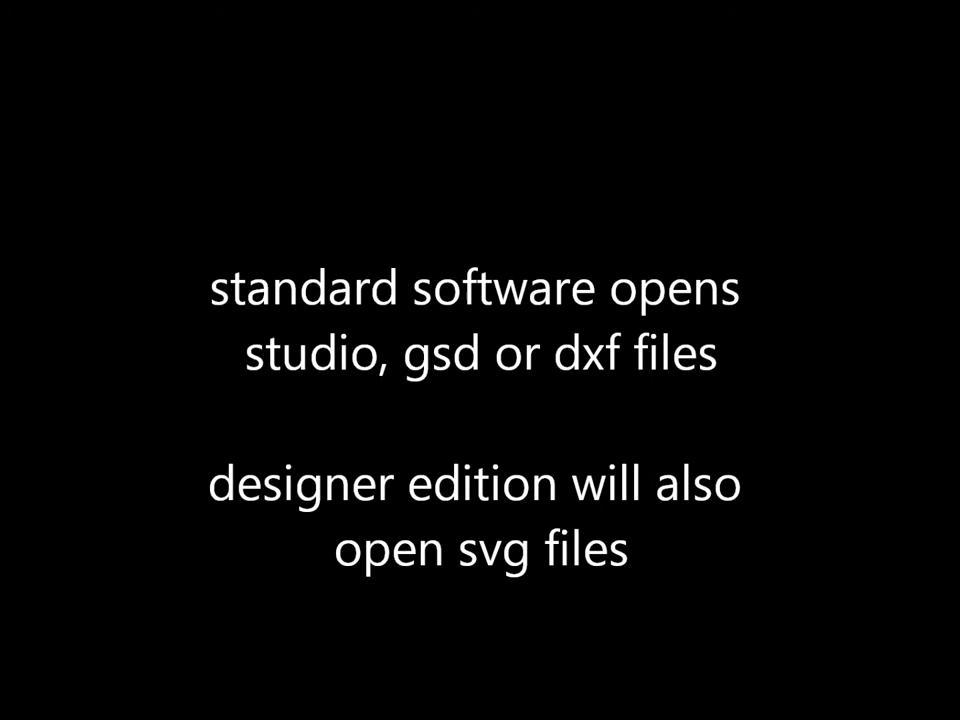 standard software opens
studio, gsd or dxf files
designer edition will also
open svg files